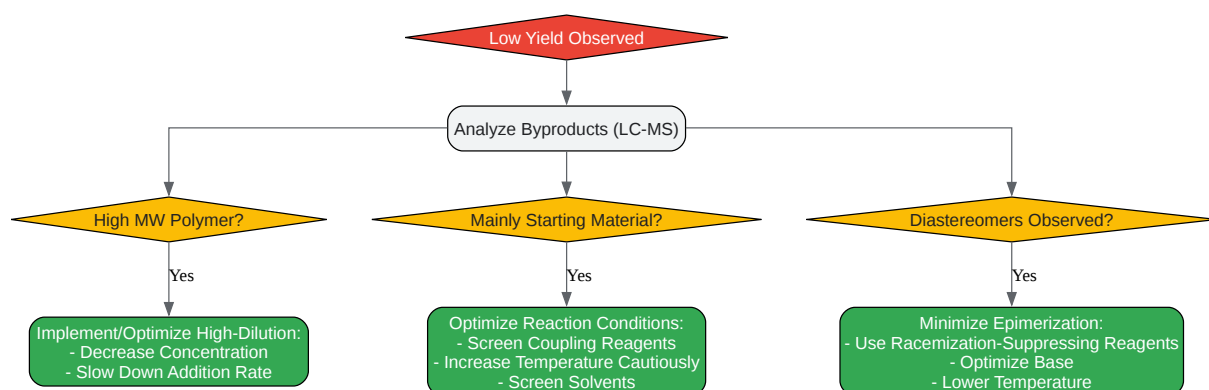 Low Yield Observed
Analyze Byproducts (LC-MS)
High MW Polymer?
Mainly Starting Material?
Diastereomers Observed?
Yes
Yes
Yes
Implement/Optimize High-Dilution:
- Decrease Concentration
- Slow Down Addition Rate
Optimize Reaction Conditions:
- Screen Coupling Reagents
- Increase Temperature Cautiously
- Screen Solvents
Minimize Epimerization:
- Use Racemization-Suppressing Reagents
- Optimize Base
- Lower Temperature